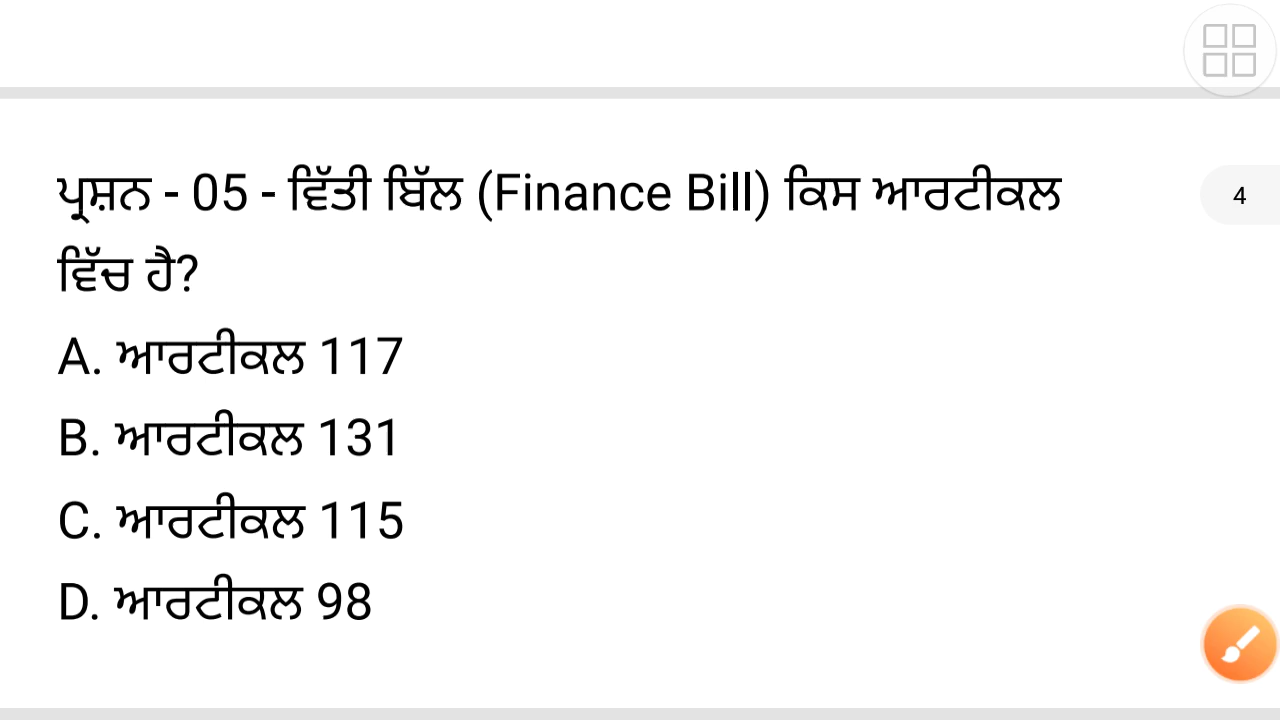 4
ਪ੍ਰਸ਼ਨ - 05 - ਵਿੱਤੀ ਬਿੱਲ (Finance Bill) ਕਿਸ ਆਰਟੀਕਲ
ਵਿੱਚ ਹੈ?
A. ਆਰਟੀਕਲ 117
B. ਆਰਟੀਕਲ 131
C. ਆਰਟੀਕਲ 115
D. ਆਰਟੀਕਲ 98